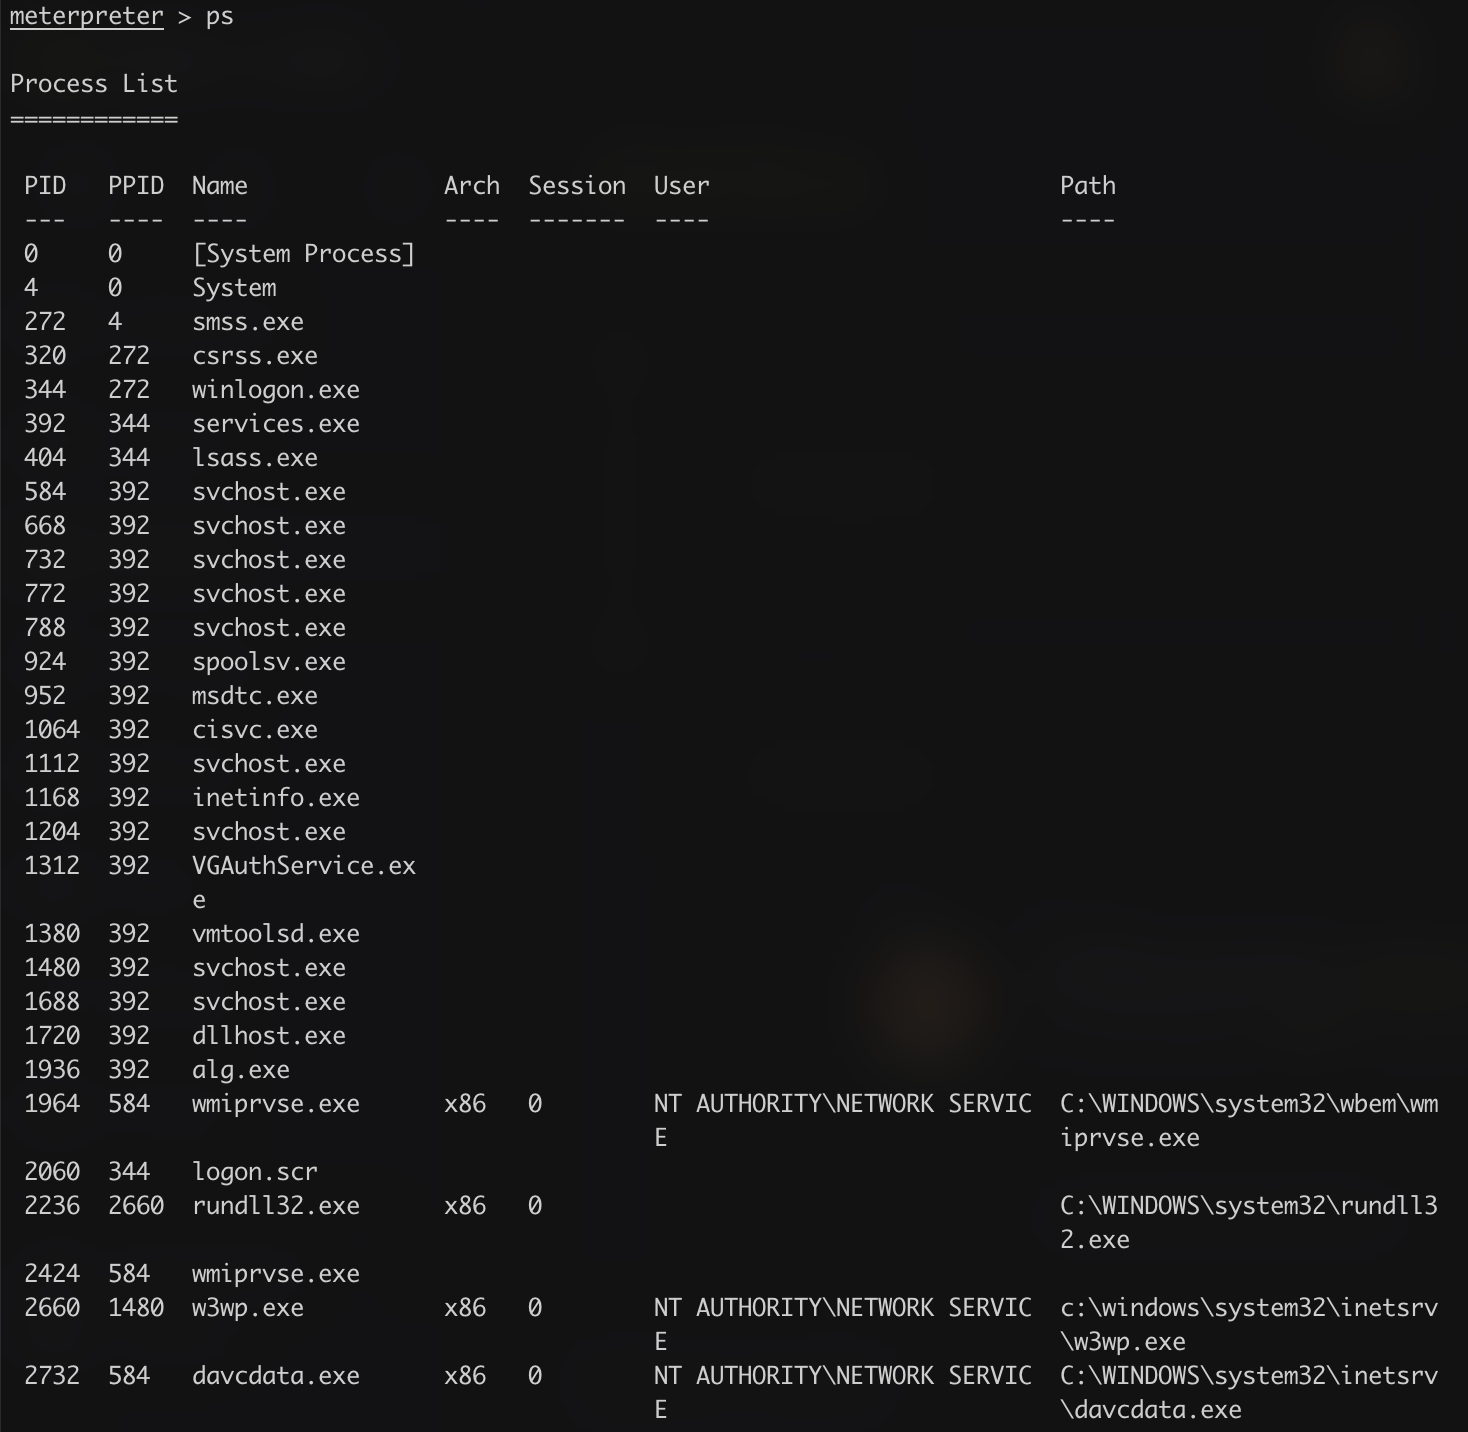 meterpreter > ps
Process List
============
PID   PPID  Name              Arch  Session  User                         Path
---   ----  ----              ----  -------  ----                         ----
0     0     [System Process]
4     0     System
272   4     smss.exe
320   272   csrss.exe
344   272   winlogon.exe
392   344   services.exe
404   344   lsass.exe
584   392   svchost.exe
668   392   svchost.exe
732   392   svchost.exe
772   392   svchost.exe
788   392   svchost.exe
924   392   spoolsv.exe
952   392   msdtc.exe
1064  392   cisvc.exe
1112  392   svchost.exe
1168  392   inetinfo.exe
1204  392   svchost.exe
1312  392   VGAuthService.ex
            e
1380  392   vmtoolsd.exe
1480  392   svchost.exe
1688  392   svchost.exe
1720  392   dllhost.exe
1936  392   alg.exe
1964  584   wmiprvse.exe      x86   0        NT AUTHORITY\NETWORK SERVIC  C:\WINDOWS\system32\wbem\wm
                                             E                            iprvse.exe
2060  344   logon.scr
2236  2660  rundll32.exe      x86   0                                     C:\WINDOWS\system32\rundll3
                                                                          2.exe
2424  584   wmiprvse.exe
2660  1480  w3wp.exe          x86   0        NT AUTHORITY\NETWORK SERVIC  c:\windows\system32\inetsrv
                                             E                            \w3wp.exe
2732  584   davcdata.exe      x86   0        NT AUTHORITY\NETWORK SERVIC  C:\WINDOWS\system32\inetsrv
                                             E                            \davcdata.exe